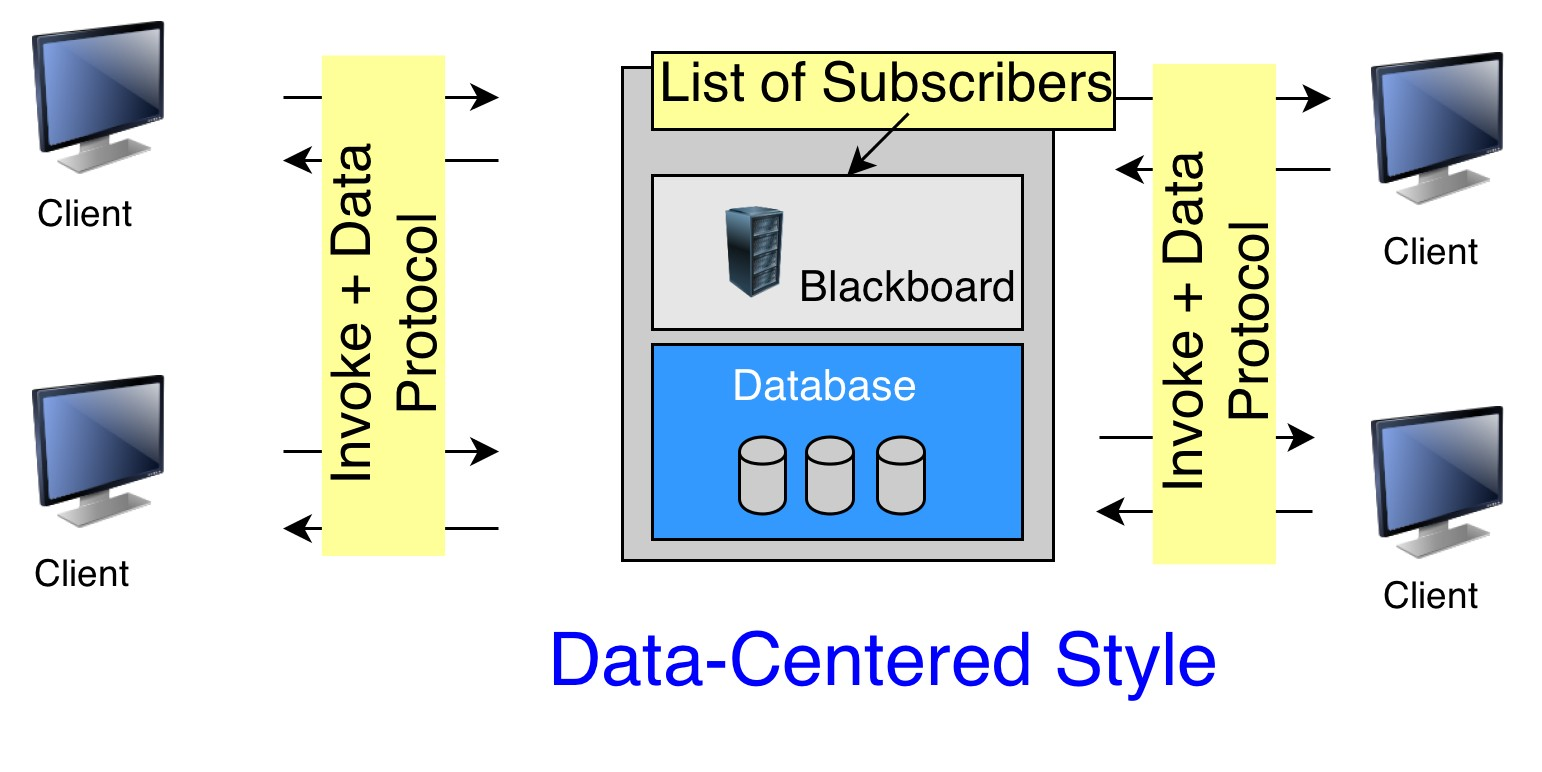 Client
Client
Invoke + Data
Protocol
List of Subscribers
Blackboard
Database
Invoke + Data
Protocol
Client
Client
Data-Centered Style